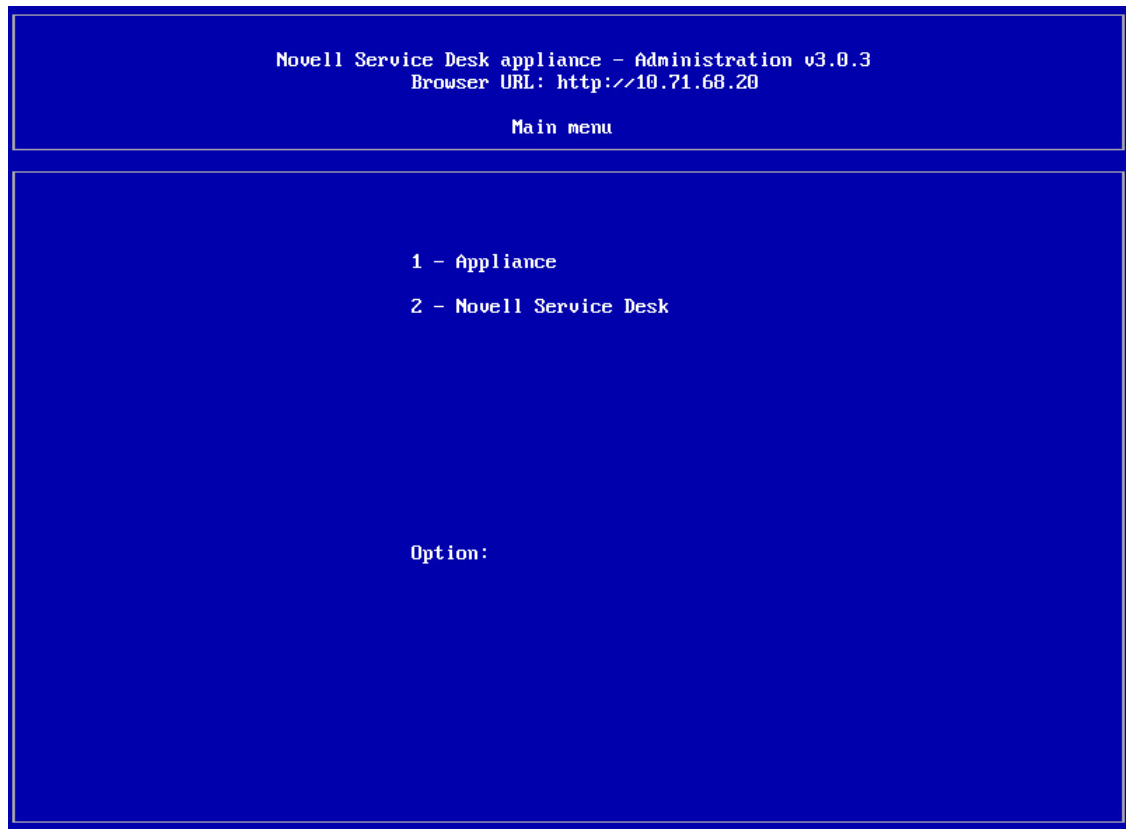 Novell Service Desk appliance - Administration v3.0.3
Browser URL: http://10.71.68.20
Main menu
1 - Appliance
2 - Novell Service Desk
Option: